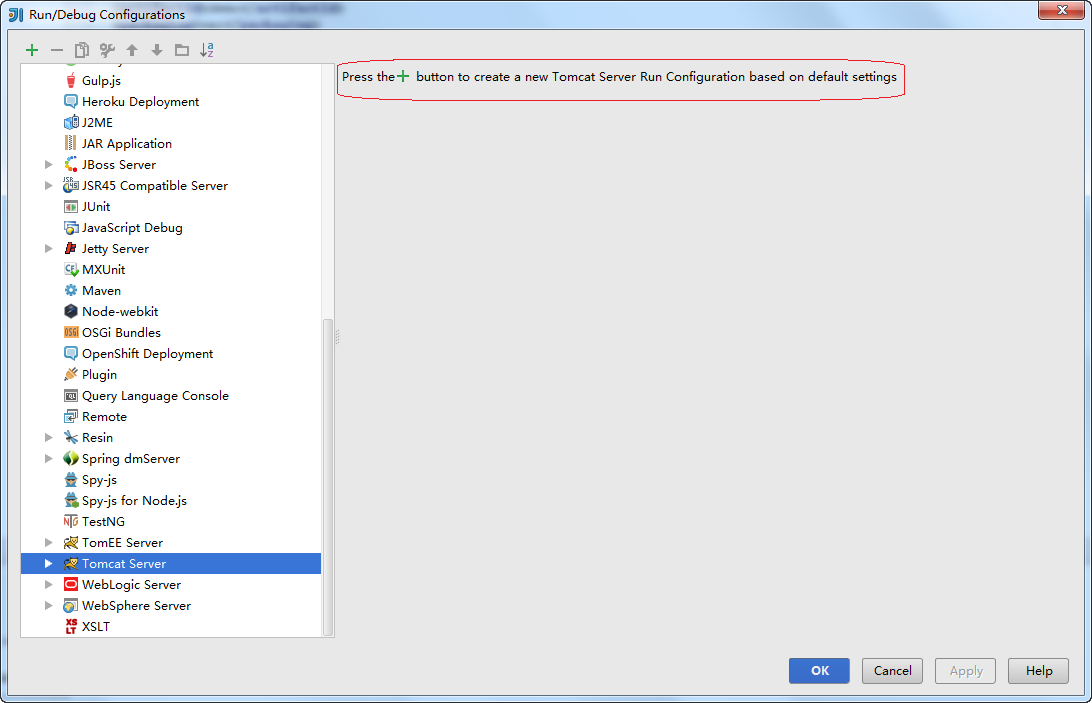 Run/Debug Configurations
Press the + button to create a new Tomcat Server Run Configuration based on default settings
Gulp.js
Heroku Deployment
J2ME
JAR Application
JBoss Server
JSR45 Compatible Server
JUnit
JavaScript Debug
Jetty Server
MXUnit
Maven
Node-webkit
OSGi Bundles
OpenShift Deployment
Plugin
Query Language Console
Remote
Resin
Spring dmServer
Spy-js
Spy-js for Node.js
TestNG
TomEE Server
Tomcat Server
WebLogic Server
WebSphere Server
XSLT
OK
Cancel
Apply
Help